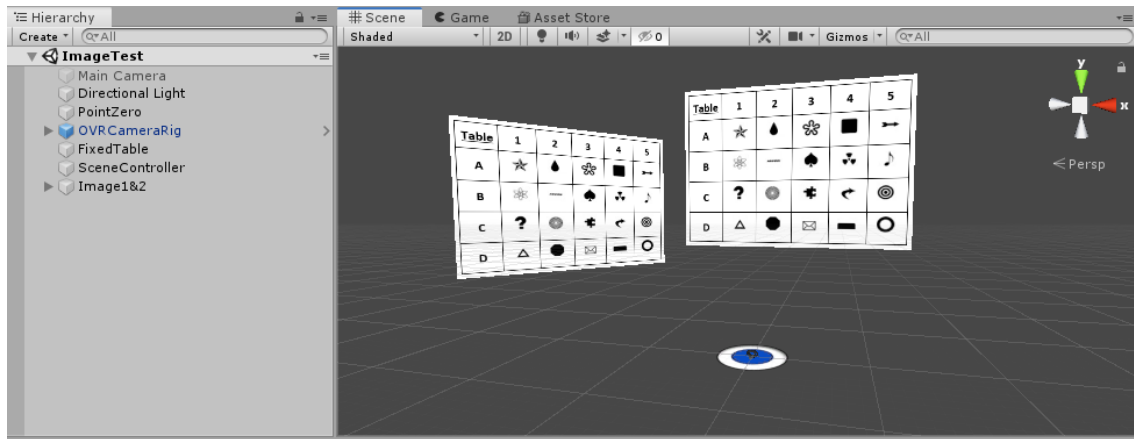 Hierarchy
Create
All
ImageTest
Main Camera
Directional Light
PointZero
OVRCameraRig
FixedTable
SceneController
Image1&2
Scene Game Asset Store
Shaded 2D 0 Gizmos All
Table 1 2 3 4 5
A
B
C ?
D
Table 1 2 3 4 5
A
B
C ?
D
y
x
Persp